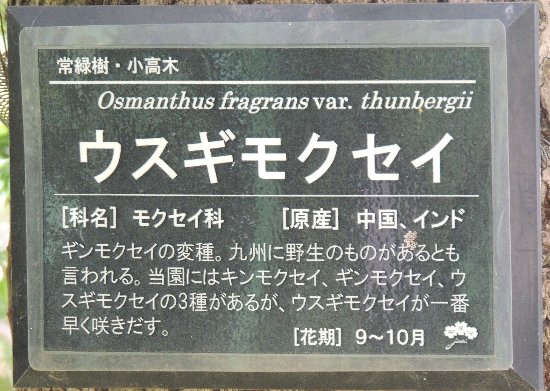 常緑樹・小高木
Osmanthus fragrans var. thunbergii
ウスギモクセイ
[科名] モクセイ科 [原産] 中国、インド
ギンモクセイの変種。九州に野生のものがあるとも
言われる。当園にはキンモクセイ、ギンモクセイ、ウ
スギモクセイの3種があるが、ウスギモクセイが一番
早く咲きだす。
[花期] 9～10月